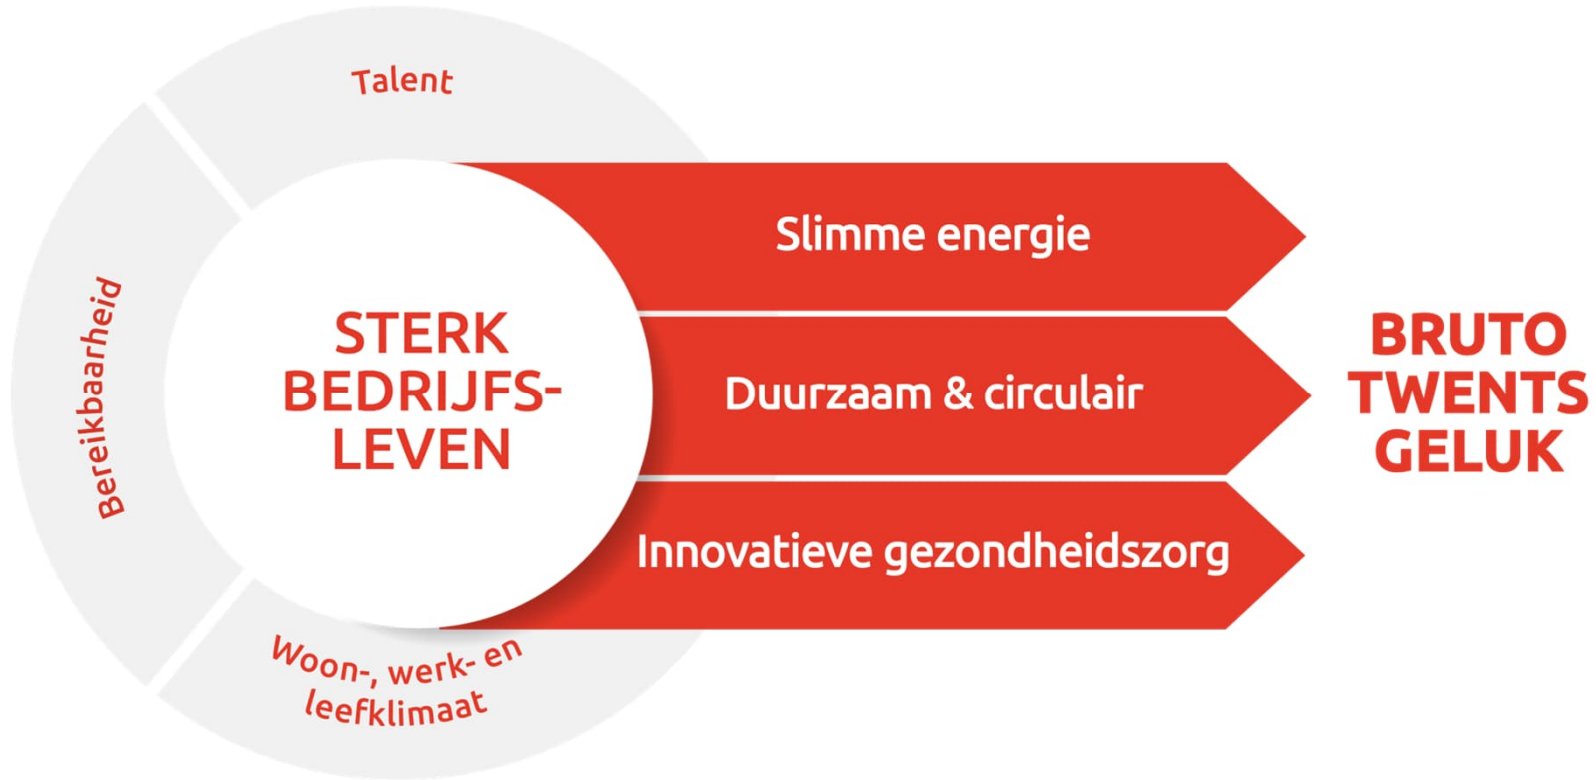 Talent
Bereikbaarheid
STERK
BEDRIJFS-
LEVEN
Woon-, werk- en
leefklimaat
Slimme energie
Duurzaam & circulair
Innovatieve gezondheidszorg
BRUTO
TWENTS
GELUK